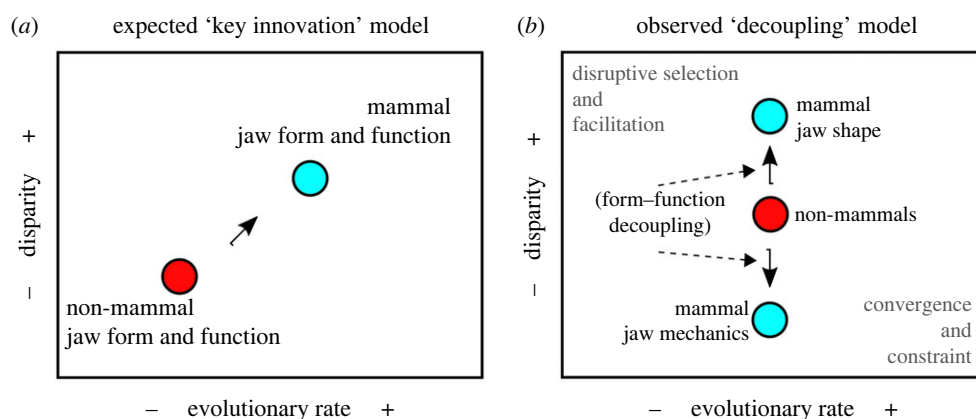 (a) expected ‘key innovation’ model
+
disparity
–
mammal
jaw form and function
non-mammal
jaw form and function
– evolutionary rate +
(b) observed ‘decoupling’ model
+
disparity
–
disruptive selection
and
facilitation
mammal
jaw shape
(form–function
decoupling)
non-mammals
mammal
jaw mechanics
convergence
and
constraint
– evolutionary rate +